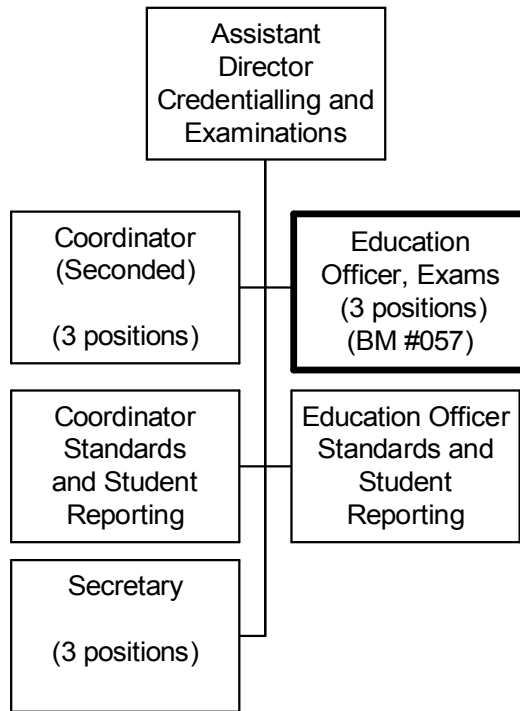 Assistant
Director
Credentialling and
Examinations
Coordinator
(Seconded)
(3 positions)
Education
Officer, Exams
(3 positions)
(BM #057)
Coordinator
Standards
and Student
Reporting
Education Officer
Standards and
Student
Reporting
Secretary
(3 positions)